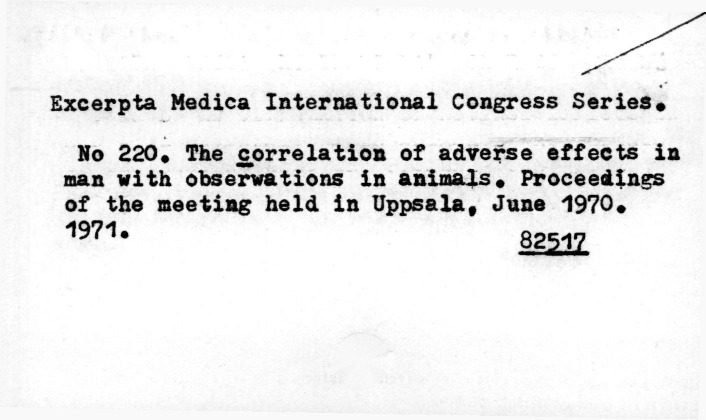 Excerpta Medica International Congress Series.
No 220. The correlation of adverse effects in
man with observations in animals. Proceedings
of the meeting held in Uppsala, June 1970.
1971.
82517